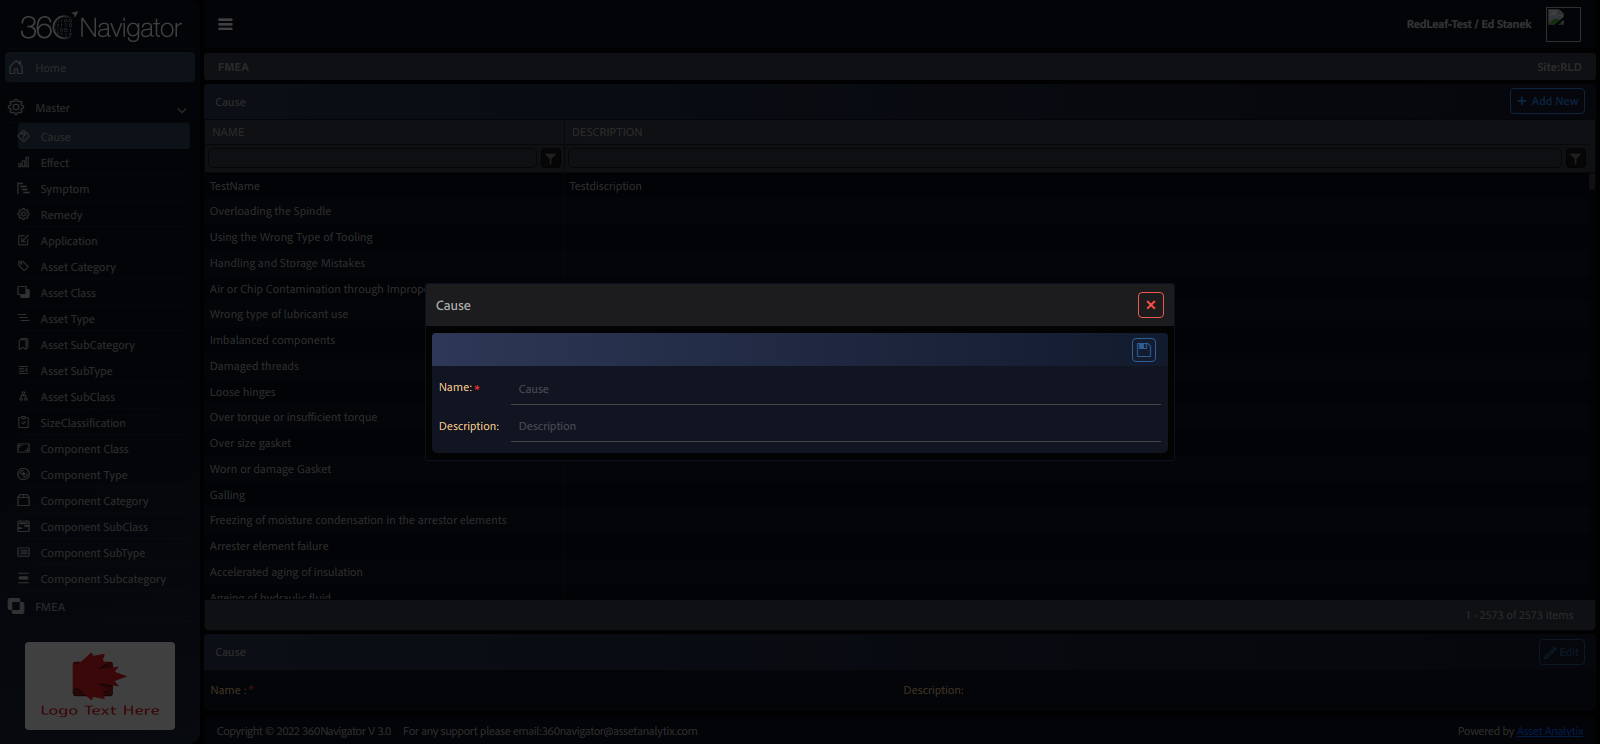 360 Navigator
RedLeaf-Test / Ed Stanek
Home
FMEA
Site:RLD
Master
Cause
Effect
Symptom
Remedy
Application
Asset Category
Asset Class
Asset Type
Asset SubCategory
Asset SubType
Asset SubClass
SizeClassification
Component Class
Component Type
Component Category
Component SubClass
Component SubType
Component Subcategory
FMEA
Logo Text Here
Cause
+ Add New
NAME
DESCRIPTION
TestName
Testdiscription
Overloading the Spindle
Using the Wrong Type of Tooling
Handling and Storage Mistakes
Air or Chip Contamination through Imprope
Wrong type of lubricant use
Imbalanced components
Damaged threads
Loose hinges
Over torque or insufficient torque
Over size gasket
Worn or damage Gasket
Galling
Freezing of moisture condensation in the arrestor elements
Arrester element failure
Accelerated aging of insulation
Ageing of hydraulic fluid
1 - 2573 of 2573 items
Cause
Name: *
Cause
Description:
Description
Cause
Edit
Name : *
Description:
Copyright © 2022 360Navigator V 3.0
For any support please email:360navigator@assetanalytix.com
Powered by Asset Analytix